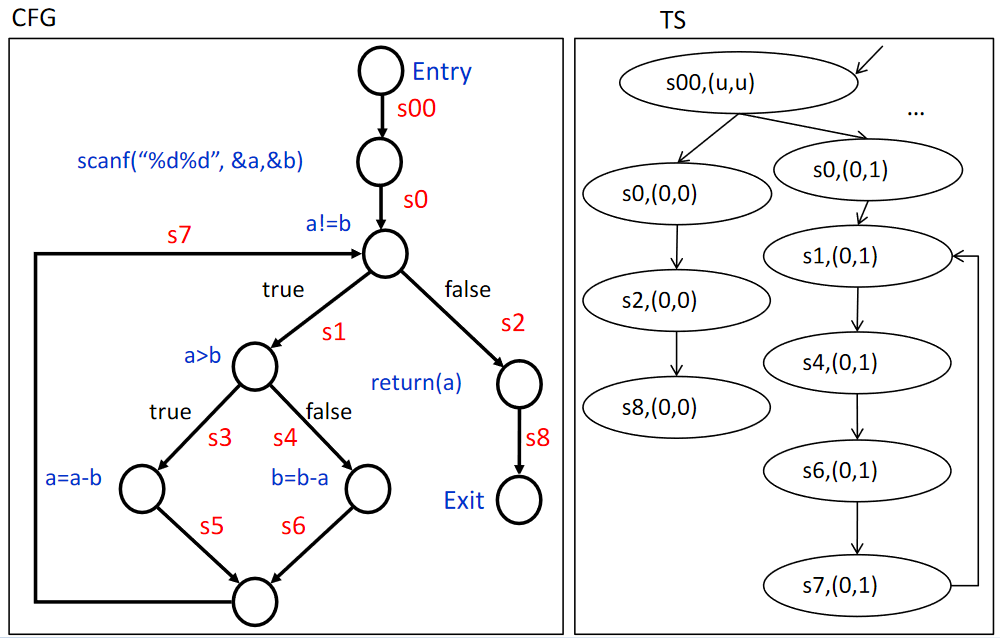 CFG
TS
Entry
s00
scanf(“%d%d”, &a,&b)
s0
a!=b
s7
true
false
s1
s2
a>b
return(a)
true
false
s3
s4
s8
a=a-b
b=b-a
Exit
s5
s6
s00,(u,u)
...
s0,(0,0)
s0,(0,1)
s1,(0,1)
s2,(0,0)
s4,(0,1)
s8,(0,0)
s6,(0,1)
s7,(0,1)